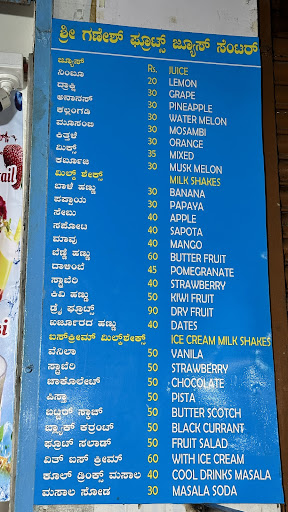 ಶ್ರೀ ಗಣೇಶ್ ಫ್ರೂಟ್ಸ್ ಜ್ಯೂಸ್ ಸೆಂಟರ್
ಜ್ಯೂಸ್ Rs. JUICE
ನಿಂಬೂ 20 LEMON
ದ್ರಾಕ್ಷಿ 30 GRAPE
ಅನಾನಸ್ 30 PINEAPPLE
ಕಲ್ಲಂಗಡಿ 30 WATER MELON
ಮೂಸಂಬಿ 30 MOSAMBI
ಕಿತ್ತಳೆ 30 ORANGE
ಮಿಕ್ಸ್ 35 MIXED
ಕರ್ಬೂಜ 30 MUSK MELON
ಮಿಲ್ಕ್ ಶೇಕ್ಸ್ MILK SHAKES
ಬಾಳೆ ಹಣ್ಣು 30 BANANA
ಪಪ್ಪಾಯ 30 PAPAYA
ಸೇಬು 40 APPLE
ಸಪೋಟ 40 SAPOTA
ಮಾವು 40 MANGO
ಬೆಣ್ಣೆ ಹಣ್ಣು 60 BUTTER FRUIT
ದಾಳಿಂಬೆ 45 POMEGRANATE
ಸ್ಟಾಬೆರಿ 40 STRAWBERRY
ಕಿವಿ ಹಣ್ಣು 50 KIWI FRUIT
ಡ್ರೈ ಫ್ರೂಟ್ 90 DRY FRUIT
ಖರ್ಜೂರದ ಹಣ್ಣು 40 DATES
ಐಸ್‌ಕ್ರೀಮ್ ಮಿಲ್ಕ್‌ಶೇಕ್ಸ್ ICE CREAM MILK SHAKES
ವೆನಿಲಾ 50 VANILA
ಸ್ಟಾಬೆರಿ 50 STRAWBERRY
ಚಾಕೊಲೇಟ್ 50 CHOCOLATE
ಪಿಸ್ತಾ 50 PISTA
ಬಟ್ಟರ್ ಸ್ಕಾಚ್ 50 BUTTER SCOTCH
ಬ್ಲ್ಯಾಕ್ ಕರ್‍ರಂಟ್ 50 BLACK CURRANT
ಫ್ರೂಟ್ ಸಲಾಡ್ 50 FRUIT SALAD
ವಿತ್ ಐಸ್ ಕ್ರೀಮ್ 60 WITH ICE CREAM
ಕೂಲ್ ಡ್ರಿಂಕ್ಸ್ ಮಸಾಲ 40 COOL DRINKS MASALA
ಮಸಾಲ ಸೋಡ 30 MASALA SODA